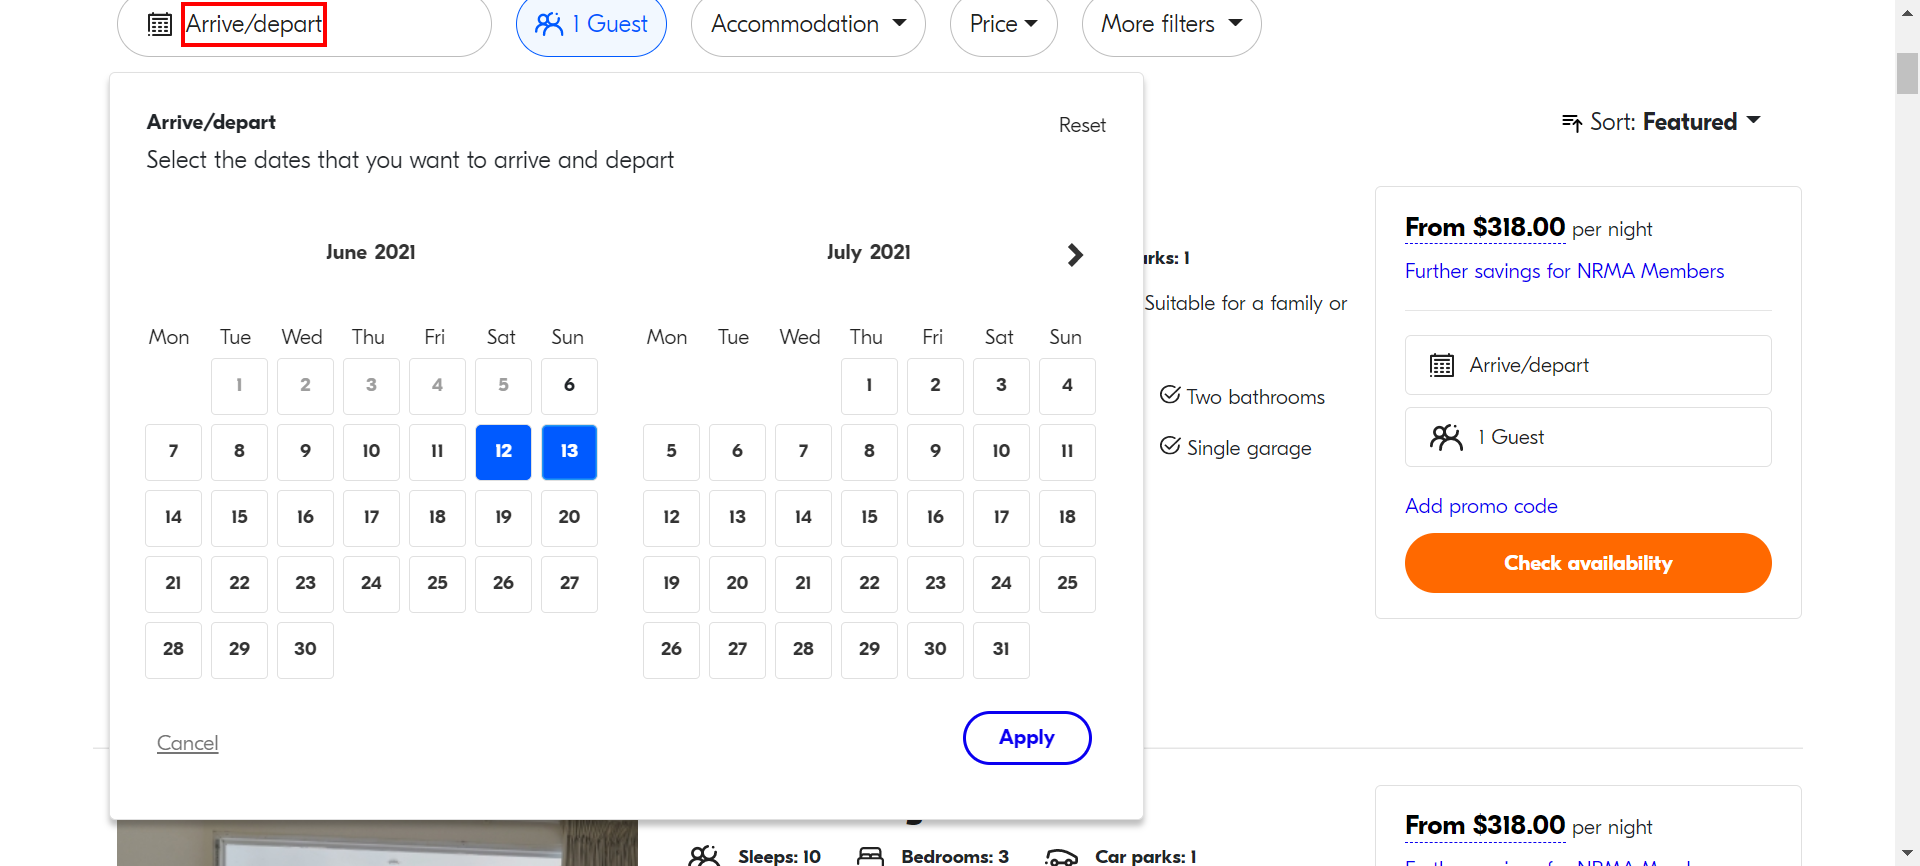 Arrive/depart
1 Guest
Accommodation
Price
More filters
Arrive/depart
Reset
Select the dates that you want to arrive and depart
Sort: Featured
June 2021
July 2021
Mon Tue Wed Thu Fri Sat Sun
1 2 3 4 5 6
7 8 9 10 11 12 13
14 15 16 17 18 19 20
21 22 23 24 25 26 27
28 29 30
Mon Tue Wed Thu Fri Sat Sun
1 2 3 4
5 6 7 8 9 10 11
12 13 14 15 16 17 18
19 20 21 22 23 24 25
26 27 28 29 30 31
Cancel
Apply
arks: 1
Suitable for a family or
Two bathrooms
Single garage
From $318.00 per night
Further savings for NRMA Members
Arrive/depart
1 Guest
Add promo code
Check availability
Sleeps: 10
Bedrooms: 3
Car parks: 1
From $318.00 per night
Further savings for NRMA Members